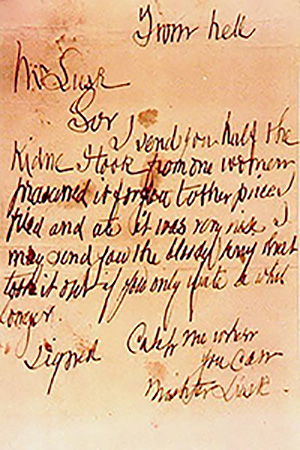 From hell
Mr Lusk
Sor
I send you half the
Kidne I took from one women
prasarved it for you tother piece I
fried and ate it was very nise I
may send you the bloody knif that
took it out if you only wate a whil
longer.
Signed Catch me when
you Can
Mishter Lusk.